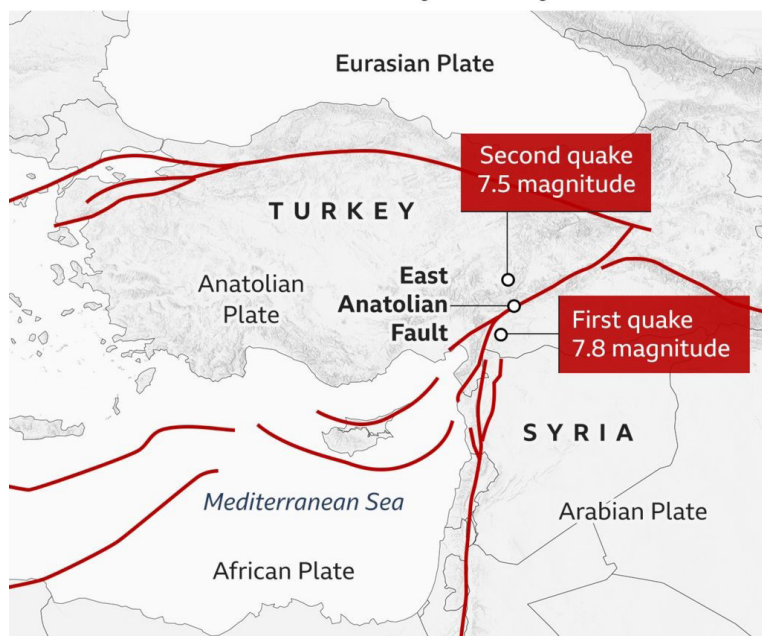 Eurasian Plate
Second quake
7.5 magnitude
TURKEY
Anatolian
Plate
East
Anatolian
Fault
First quake
7.8 magnitude
SYRIA
Mediterranean Sea
Arabian Plate
African Plate